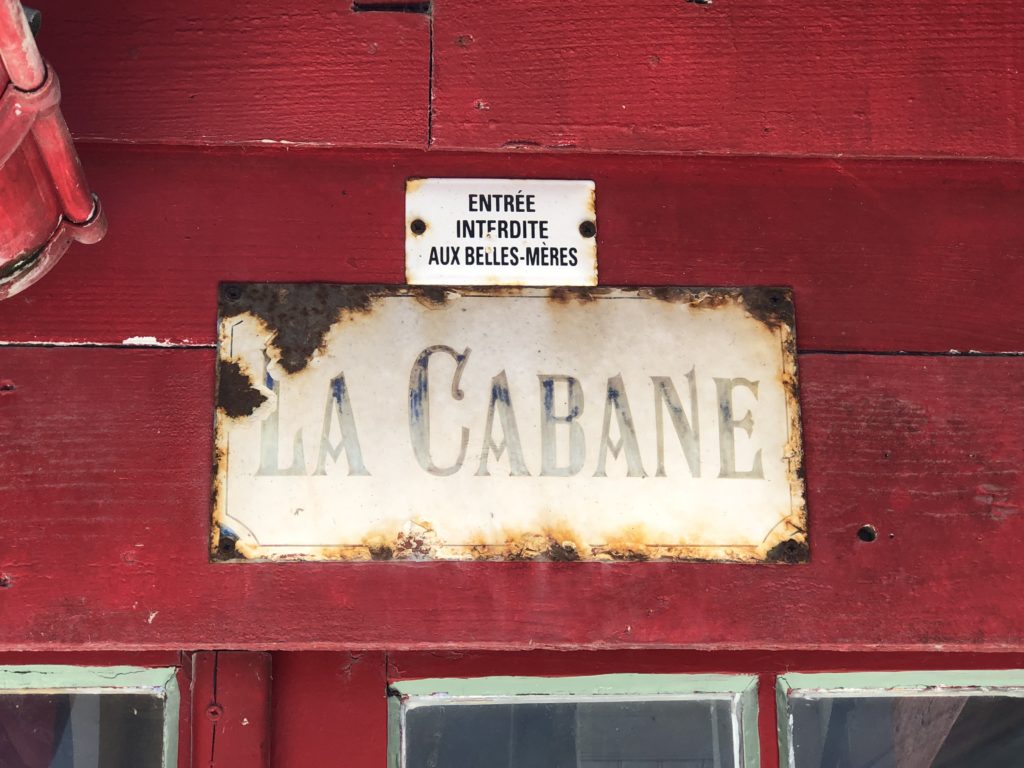 ENTRÉE
INTERDITE
AUX BELLES-MÈRES
LA CABANE